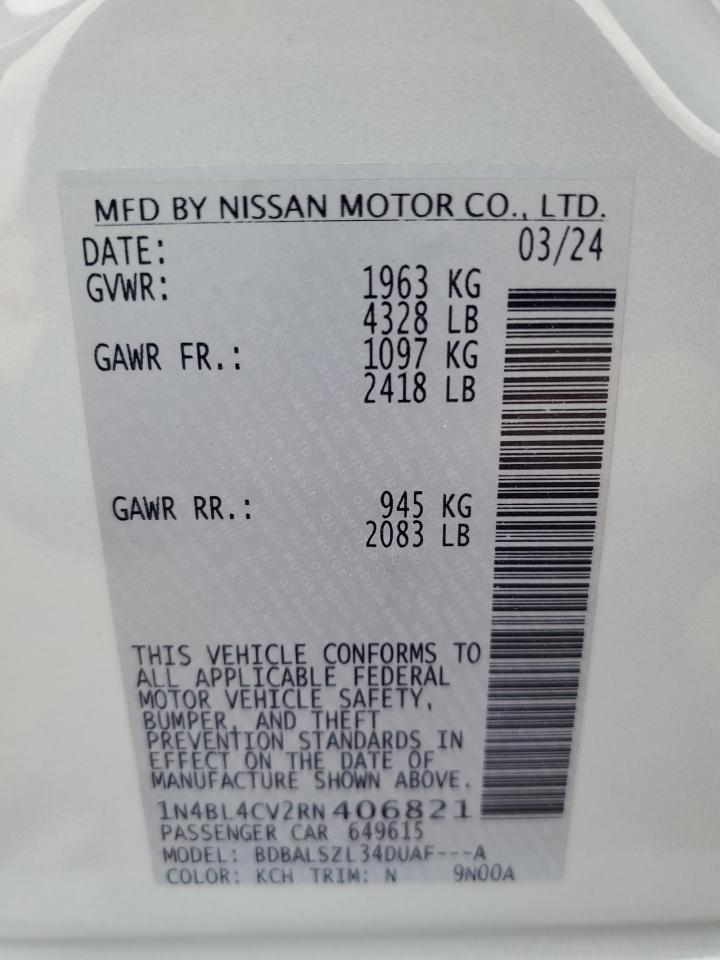 MFD BY NISSAN MOTOR CO., LTD.
DATE: 03/24
GVWR: 1963 KG
4328 LB
GAWR FR.: 1097 KG
2418 LB
GAWR RR.: 945 KG
2083 LB
THIS VEHICLE CONFORMS TO
ALL APPLICABLE FEDERAL
MOTOR VEHICLE SAFETY,
BUMPER, AND THEFT
PREVENTION STANDARDS IN
EFFECT ON THE DATE OF
MANUFACTURE SHOWN ABOVE.
1N4BL4CV2RN406821
PASSENGER CAR 649615
MODEL: BDBALSZL34DUAF---A
COLOR: KCH TRIM: N 9N00A